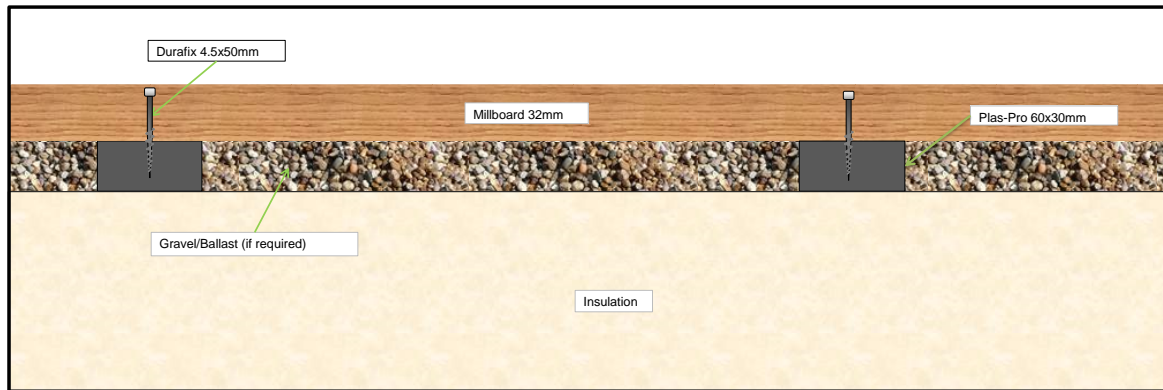 Durafix 4.5x50mm
Millboard 32mm
Plas-Pro 60x30mm
Gravel/Ballast (if required)
Insulation